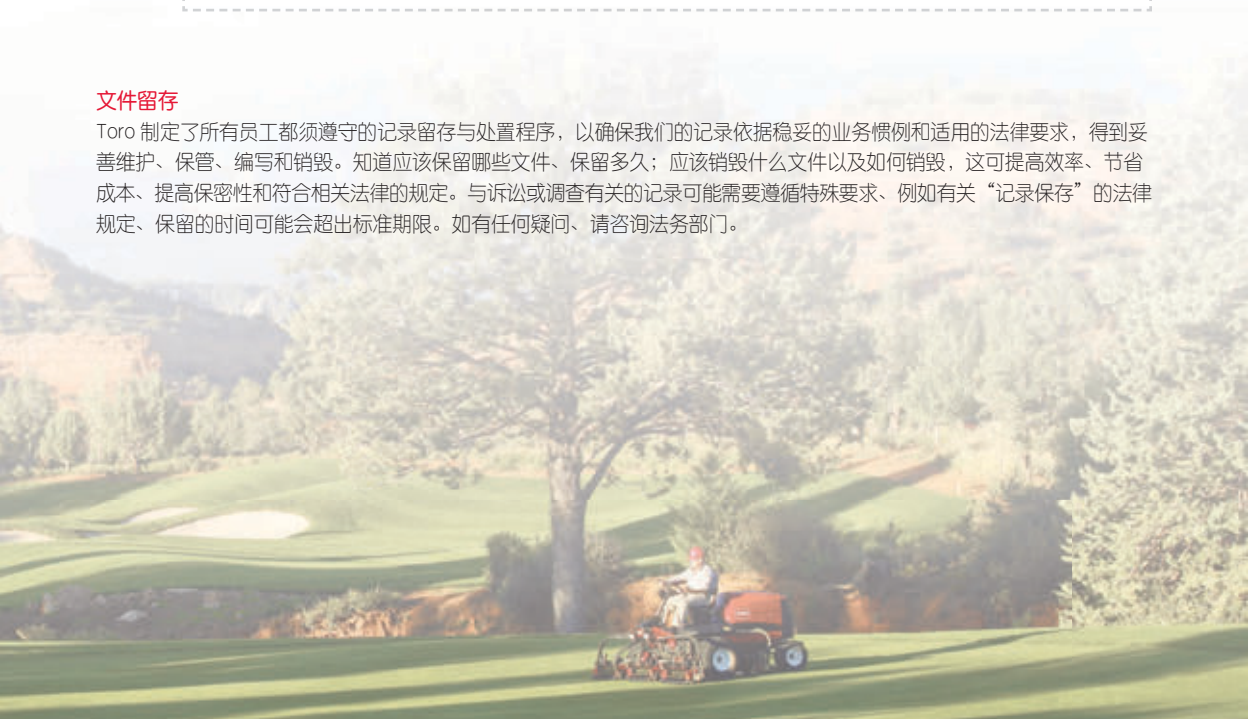 文件留存
Toro 制定了所有员工都须遵守的记录留存与处置程序，以确保我们的记录依据稳妥的业务惯例和适用的法律要求，得到妥
善维护、保管、编写和销毁。知道应该保留哪些文件、保留多久；应该销毁什么文件以及如何销毁，这可提高效率、节省
成本、提高保密性和符合相关法律的规定。与诉讼或调查有关的记录可能需要遵循特殊要求、例如有关“记录保存”的法律
规定、保留的时间可能会超出标准期限。如有任何疑问、请咨询法务部门。